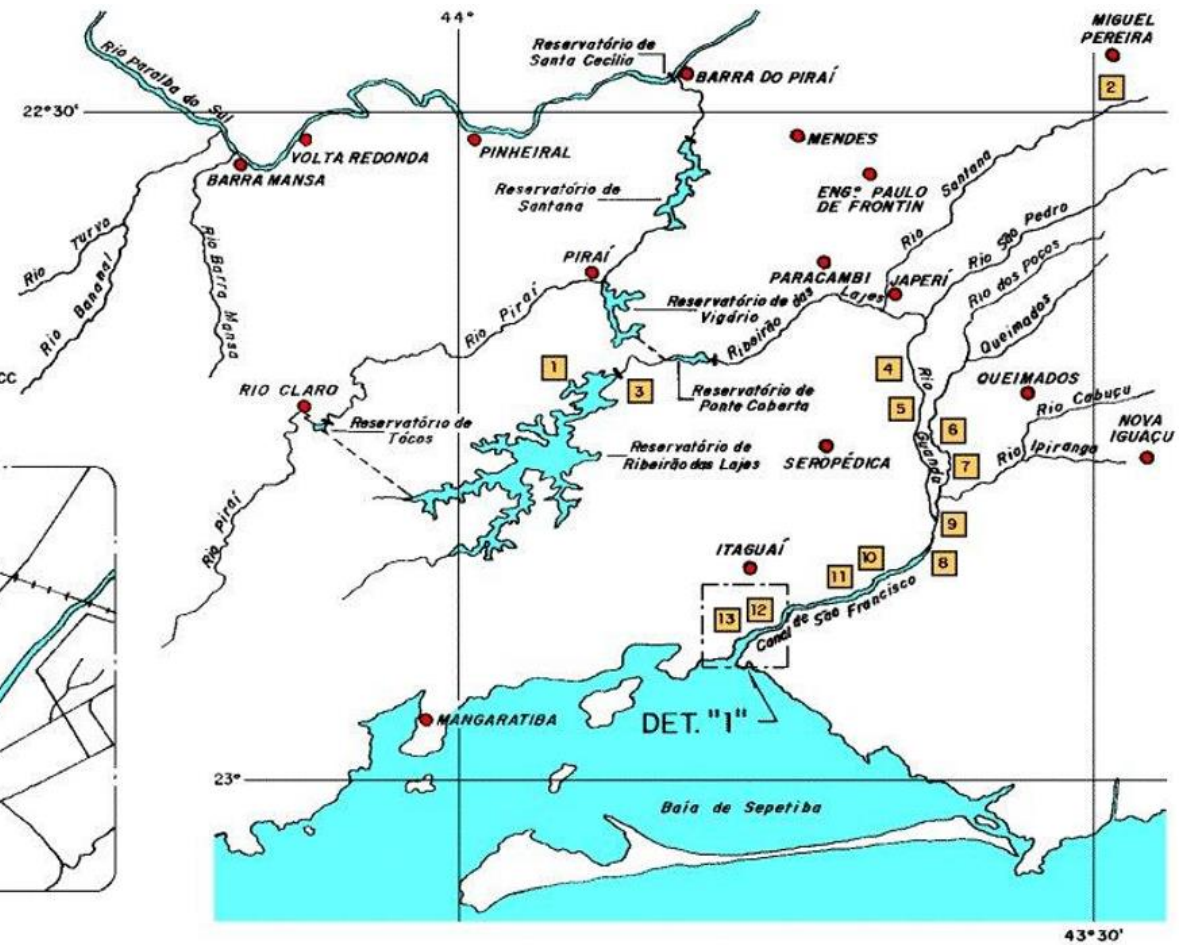 44°
MIGUEL
PEREIRA
2
Reservatório de
Santa Cecília
BARRA DO PIRAÍ
Rio Paraíba do Sul
22°30'
VOLTA REDONDA
BARRA MANSA
PINHEIRAL
MENDES
ENGº PAULO
DE FRONTIN
Reservatório de
Santana
Rio Santana
Rio São Pedro
Rio dos Poços
Queimados
Rio Turvo
Rio Bananal
Rio Barra Mansa
PIRAÍ
PARACAMBI
JAPERÍ
Rio Piraí
Reservatório de
Vigário
Ribeirão das Lajes
CC
1
3
4
5
6
7
Rio Guandu
Reservatório de
Ponte Coberta
QUEIMADOS
Rio Cabuçu
NOVA
IGUAÇU
Rio Ipiranga
RIO CLARO
Reservatório de
Tócos
Reservatório de
Ribeirão das Lajes
SEROPÉDICA
Rio Piraí
9
8
ITAGUAÍ
10
11
12
13
Canal de São Francisco
MANGARATIBA
DET. "1"
23°
Baía de Sepetiba
43°30'